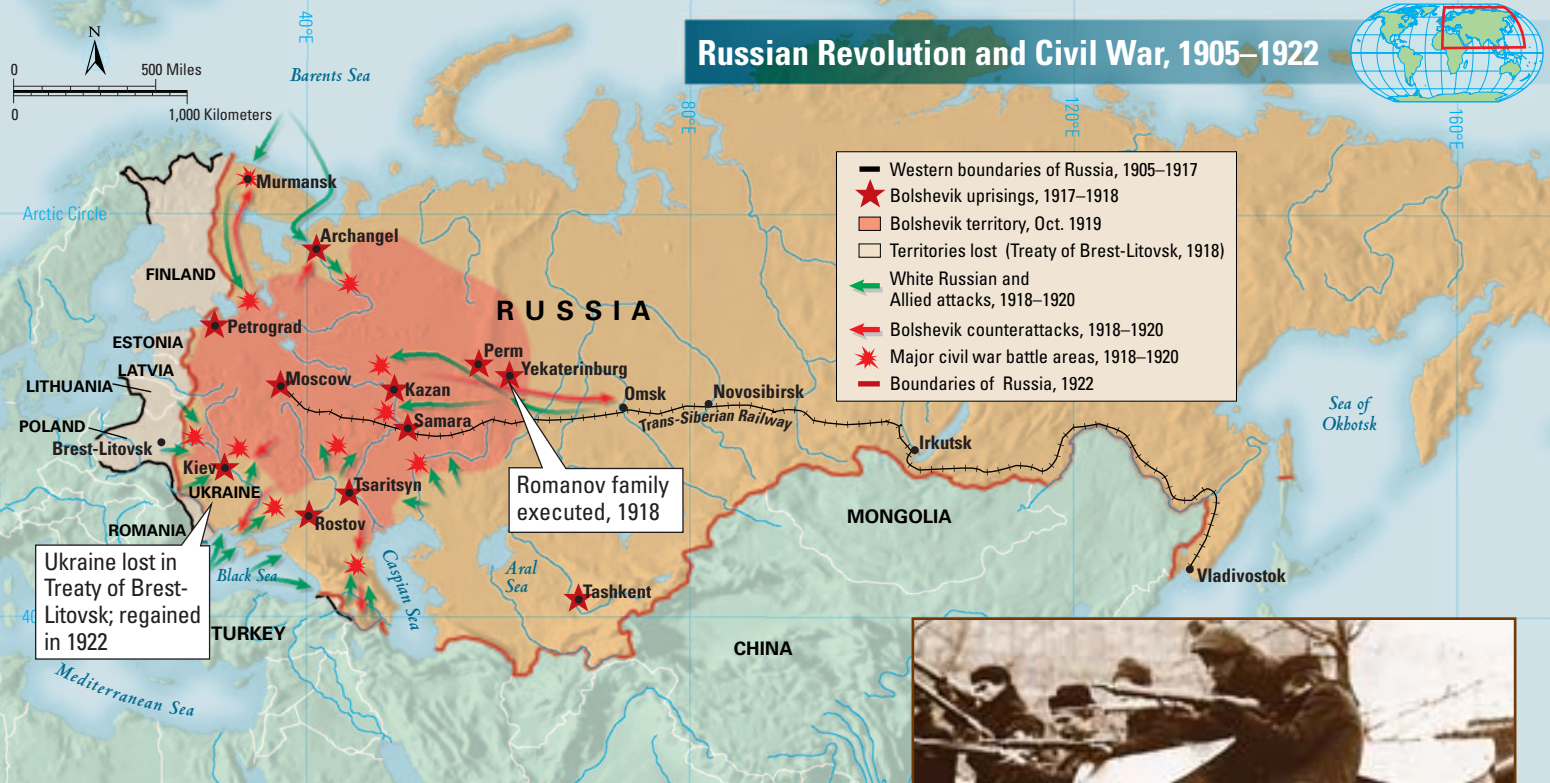 Russian Revolution and Civil War, 1905–1922
N
0 500 Miles
0 1,000 Kilometers
40°E
80°E
120°E
160°E
Barents Sea
Arctic Circle
Murmansk
Archangel
FINLAND
RUSSIA
Petrograd
ESTONIA
LATVIA
LITHUANIA
POLAND
Brest-Litovsk
Moscow
Kazan
Perm
Yekaterinburg
Samara
Omsk
Novosibirsk
Trans-Siberian Railway
Irkutsk
Kiev
UKRAINE
Tsaritsyn
Rostov
ROMANIA
Black Sea
Caspian Sea
Aral
Sea
Tashkent
40
TURKEY
Mediterranean Sea
MONGOLIA
CHINA
Vladivostok
Sea of
Okhotsk
Western boundaries of Russia, 1905–1917
Bolshevik uprisings, 1917–1918
Bolshevik territory, Oct. 1919
Territories lost (Treaty of Brest-Litovsk, 1918)
White Russian and
Allied attacks, 1918–1920
Bolshevik counterattacks, 1918–1920
Major civil war battle areas, 1918–1920
Boundaries of Russia, 1922
Romanov family
executed, 1918
Ukraine lost in
Treaty of Brest-
Litovsk; regained
in 1922